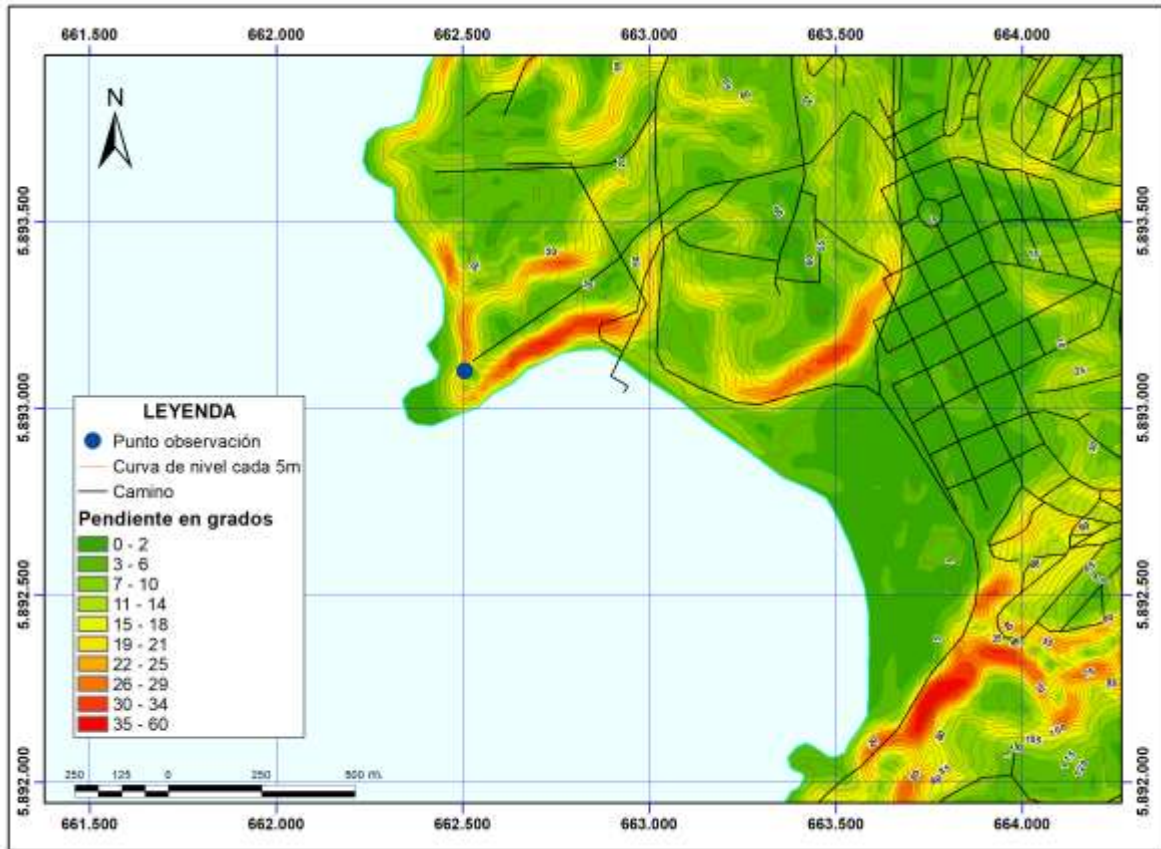 661.500 662.000 662.500 663.000 663.500 664.000
N
5.893.500 5.893.500
5.893.000 5.893.000
LEYENDA
Punto observación
Curva de nivel cada 5m
Camino
Pendiente en grados
0 - 2
3 - 6
7 - 10
11 - 14
15 - 18
19 - 21
22 - 25
26 - 29
30 - 34
35 - 60
5.892.500 5.892.500
250 125 0 250 500 m.
5.892.000 5.892.000
661.500 662.000 662.500 663.000 663.500 664.000